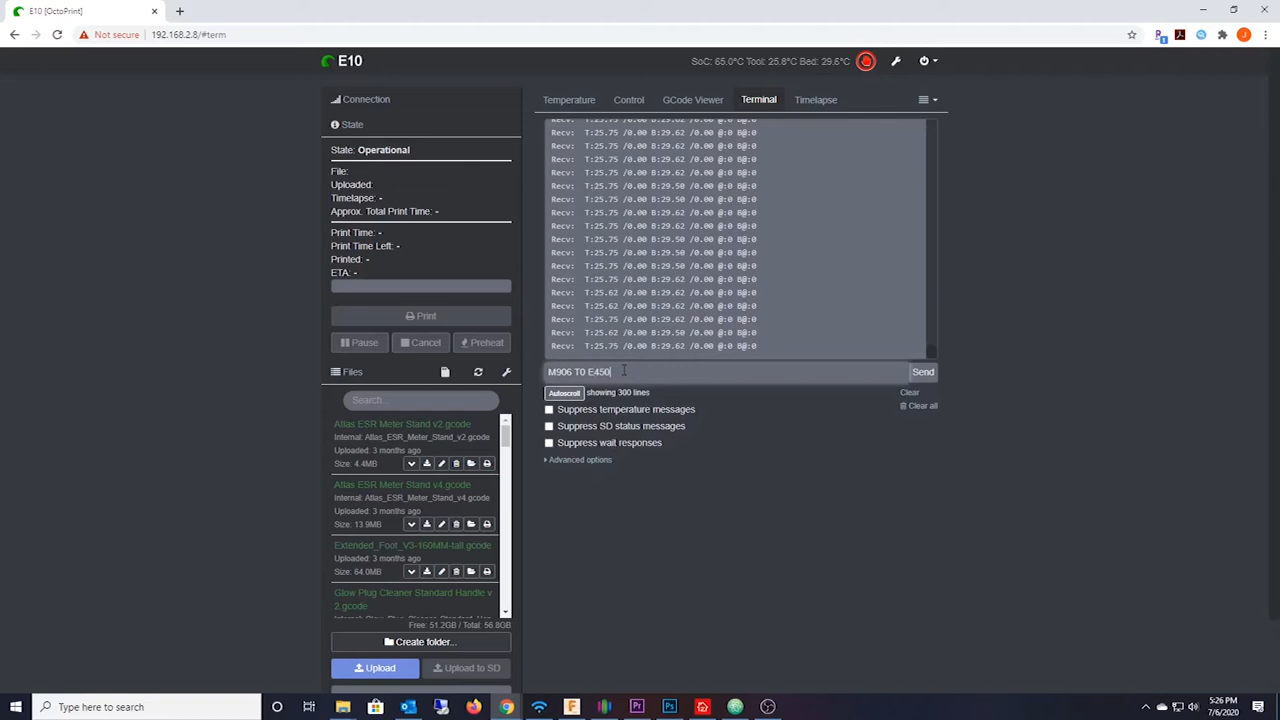 E10 [OctoPrint]
Not secure 192.168.2.8/#term
J
E10
SoC: 65.0°C Tool: 25.8°C Bed: 29.6°C
Connection
State
State: Operational
File:
Uploaded:
Timelapse: -
Approx. Total Print Time: -
Print Time: -
Print Time Left: -
Printed: -
ETA: -
Print
Pause Cancel Preheat
Files
Search...
Atlas ESR Meter Stand v2.gcode
Internal: Atlas_ESR_Meter_Stand_v2.gcode
Uploaded: 3 months ago
Size: 4.4MB
Atlas ESR Meter Stand v4.gcode
Internal: Atlas_ESR_Meter_Stand_v4.gcode
Uploaded: 3 months ago
Size: 13.9MB
Extended_Foot_V3-160MM-tall.gcode
Uploaded: 3 months ago
Size: 64.0MB
Glow Plug Cleaner Standard Handle v
2.gcode
Free: 51.2GB / Total: 56.8GB
Create folder...
Upload Upload to SD
Temperature Control GCode Viewer Terminal Timelapse
Recv: T:25.75 /0.00 B:29.62 /0.00 @:0 B@:0
Recv: T:25.75 /0.00 B:29.62 /0.00 @:0 B@:0
Recv: T:25.75 /0.00 B:29.62 /0.00 @:0 B@:0
Recv: T:25.75 /0.00 B:29.62 /0.00 @:0 B@:0
Recv: T:25.75 /0.00 B:29.50 /0.00 @:0 B@:0
Recv: T:25.75 /0.00 B:29.50 /0.00 @:0 B@:0
Recv: T:25.75 /0.00 B:29.62 /0.00 @:0 B@:0
Recv: T:25.75 /0.00 B:29.62 /0.00 @:0 B@:0
Recv: T:25.75 /0.00 B:29.50 /0.00 @:0 B@:0
Recv: T:25.75 /0.00 B:29.50 /0.00 @:0 B@:0
Recv: T:25.75 /0.00 B:29.50 /0.00 @:0 B@:0
Recv: T:25.75 /0.00 B:29.62 /0.00 @:0 B@:0
Recv: T:25.62 /0.00 B:29.62 /0.00 @:0 B@:0
Recv: T:25.62 /0.00 B:29.62 /0.00 @:0 B@:0
Recv: T:25.75 /0.00 B:29.62 /0.00 @:0 B@:0
Recv: T:25.62 /0.00 B:29.50 /0.00 @:0 B@:0
Recv: T:25.75 /0.00 B:29.62 /0.00 @:0 B@:0
M906 T0 E450 Send
Autoscroll showing 300 lines Clear
Suppress temperature messages Clear all
Suppress SD status messages
Suppress wait responses
Advanced options
Type here to search
5:26 PM
7/6/2020